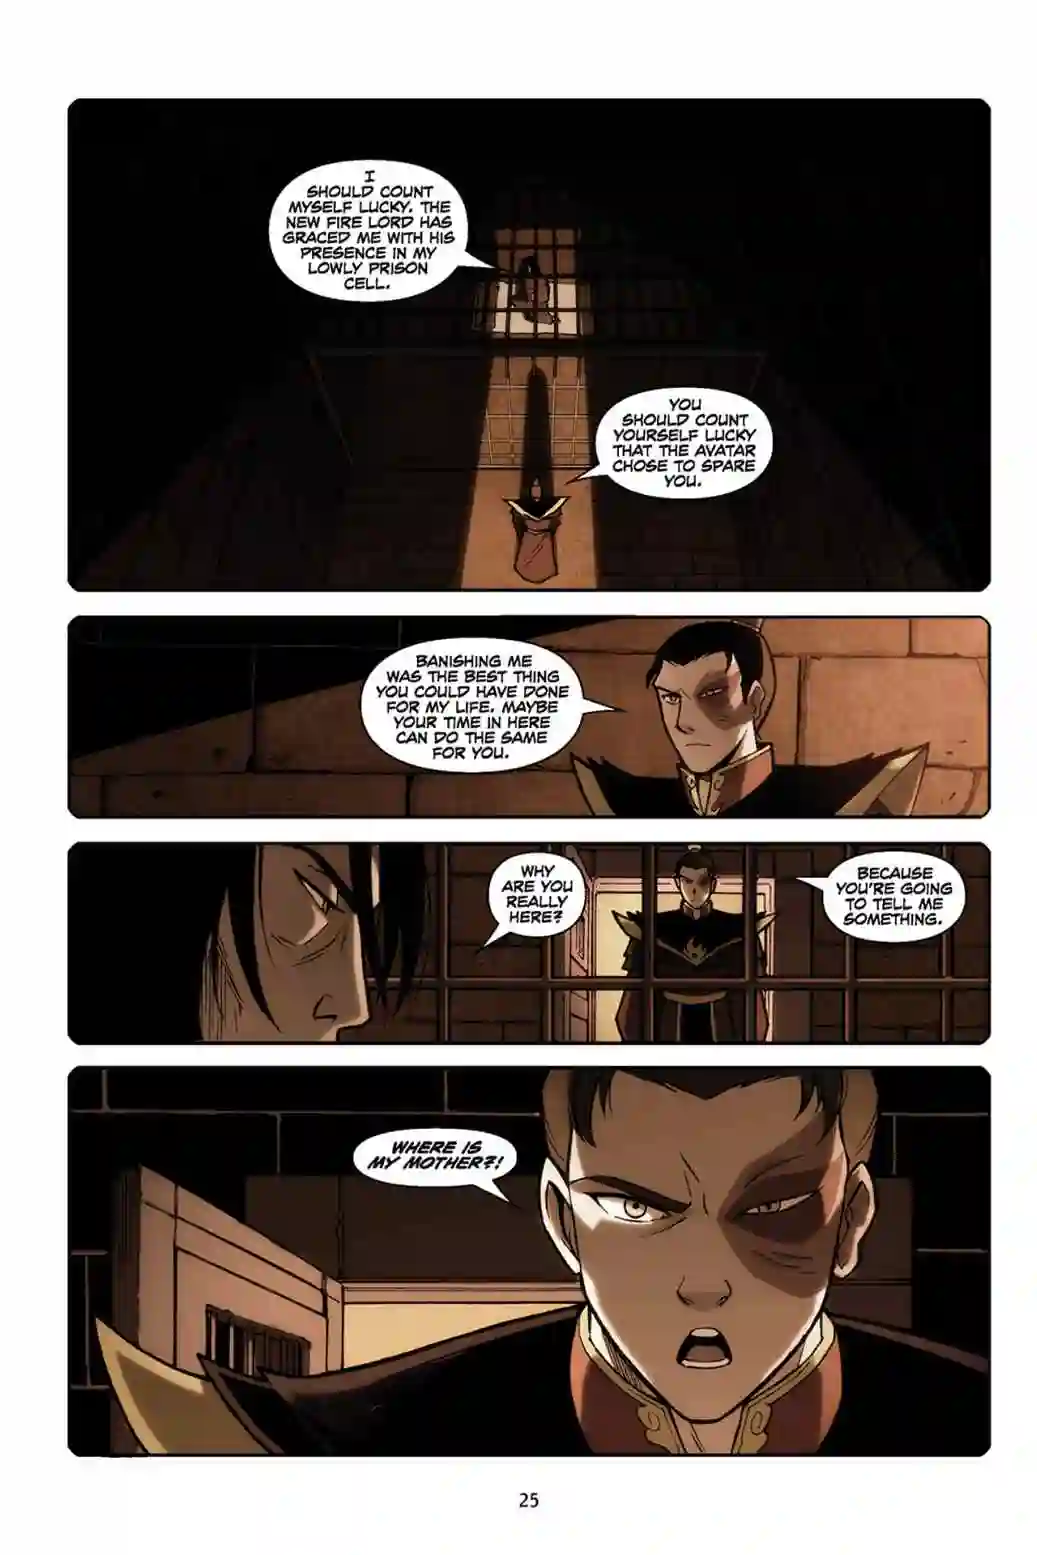 I
SHOULD COUNT
MYSELF LUCKY. THE
NEW FIRE LORD HAS
GRACED ME WITH HIS
PRESENCE IN MY
LOWLY PRISON
CELL.
YOU
SHOULD COUNT
YOURSELF LUCKY
THAT THE AVATAR
CHOSE TO SPARE
YOU.
BANISHING ME
WAS THE BEST THING
YOU COULD HAVE DONE
FOR MY LIFE. MAYBE
YOUR TIME IN HERE
CAN DO THE SAME
FOR YOU.
WHY
ARE YOU
REALLY
HERE?
BECAUSE
YOU'RE GOING
TO TELL ME
SOMETHING.
WHERE IS
MY MOTHER?!
25